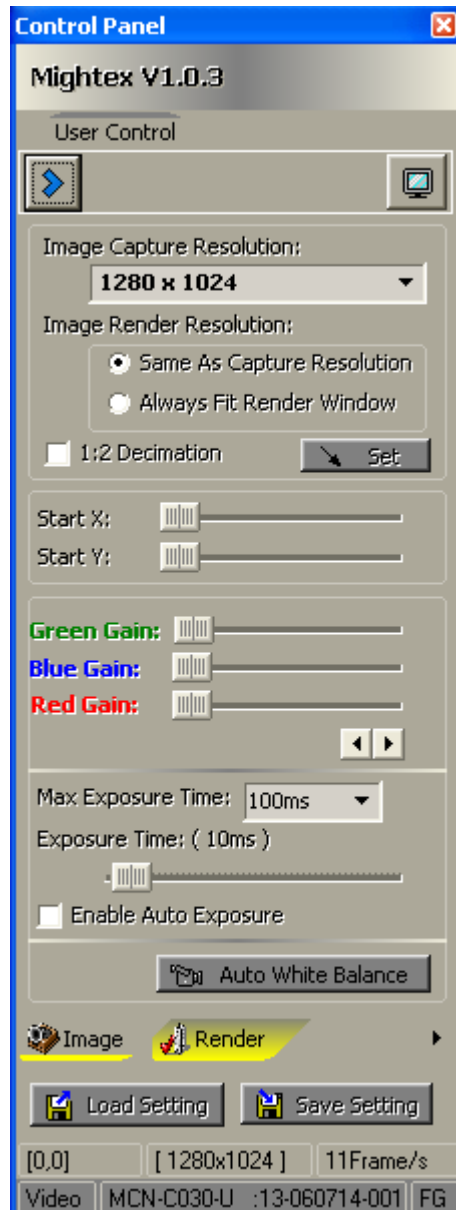 Control Panel
Mightex V1.0.3
User Control
Image Capture Resolution:
1280 x 1024
Image Render Resolution:
Same As Capture Resolution
Always Fit Render Window
1:2 Decimation
Set
Start X:
Start Y:
Green Gain:
Blue Gain:
Red Gain:
Max Exposure Time: 100ms
Exposure Time: ( 10ms )
Enable Auto Exposure
Auto White Balance
Image Render
Load Setting Save Setting
[0,0] [ 1280x1024 ] 11Frame/s
Video MCN-C030-U :13-060714-001 FG